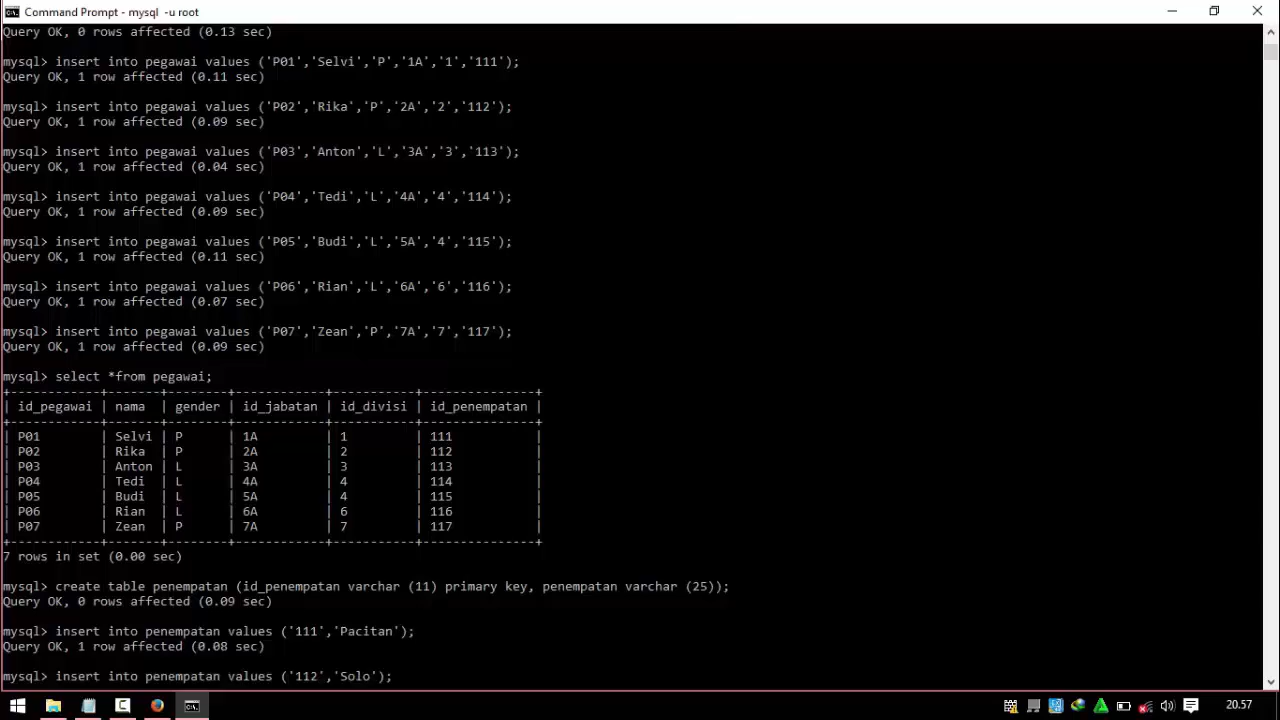 Command Prompt - mysql  -u root
Query OK, 0 rows affected (0.13 sec)
mysql> insert into pegawai values ('P01','Selvi','P','1A','1','111');
Query OK, 1 row affected (0.11 sec)
mysql> insert into pegawai values ('P02','Rika','P','2A','2','112');
Query OK, 1 row affected (0.09 sec)
mysql> insert into pegawai values ('P03','Anton','L','3A','3','113');
Query OK, 1 row affected (0.04 sec)
mysql> insert into pegawai values ('P04','Tedi','L','4A','4','114');
Query OK, 1 row affected (0.09 sec)
mysql> insert into pegawai values ('P05','Budi','L','5A','4','115');
Query OK, 1 row affected (0.11 sec)
mysql> insert into pegawai values ('P06','Rian','L','6A','6','116');
Query OK, 1 row affected (0.07 sec)
mysql> insert into pegawai values ('P07','Zean','P','7A','7','117');
Query OK, 1 row affected (0.09 sec)
mysql> select *from pegawai;
+------------+-------+--------+------------+-----------+---------------+
| id_pegawai | nama  | gender | id_jabatan | id_divisi | id_penempatan |
+------------+-------+--------+------------+-----------+---------------+
| P01        | Selvi | P      | 1A         | 1         | 111           |
| P02        | Rika  | P      | 2A         | 2         | 112           |
| P03        | Anton | L      | 3A         | 3         | 113           |
| P04        | Tedi  | L      | 4A         | 4         | 114           |
| P05        | Budi  | L      | 5A         | 4         | 115           |
| P06        | Rian  | L      | 6A         | 6         | 116           |
| P07        | Zean  | P      | 7A         | 7         | 117           |
+------------+-------+--------+------------+-----------+---------------+
7 rows in set (0.00 sec)
mysql> create table penempatan (id_penempatan varchar (11) primary key, penempatan varchar (25));
Query OK, 0 rows affected (0.09 sec)
mysql> insert into penempatan values ('111','Pacitan');
Query OK, 1 row affected (0.08 sec)
mysql> insert into penempatan values ('112','Solo');
20.57